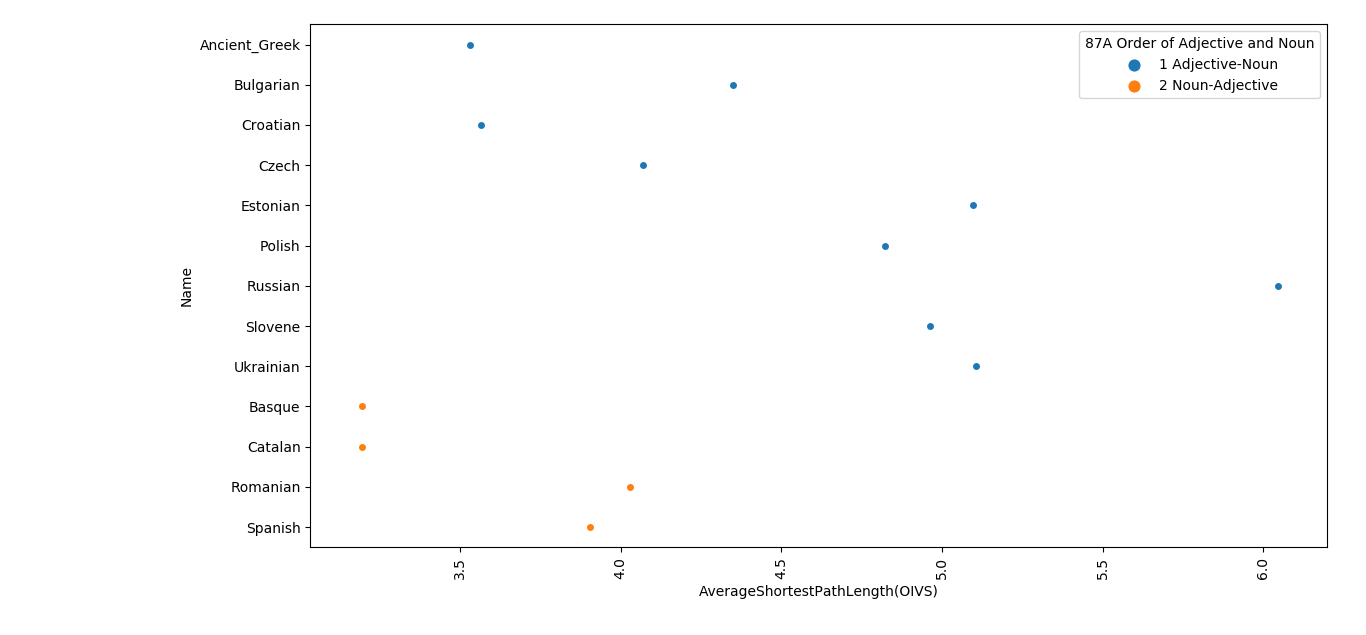 87A Order of Adjective and Noun
1 Adjective-Noun
2 Noun-Adjective
Name
Ancient_Greek
Bulgarian
Croatian
Czech
Estonian
Polish
Russian
Slovene
Ukrainian
Basque
Catalan
Romanian
Spanish
3.5
4.0
4.5
5.0
5.5
6.0
AverageShortestPathLength(OIVS)